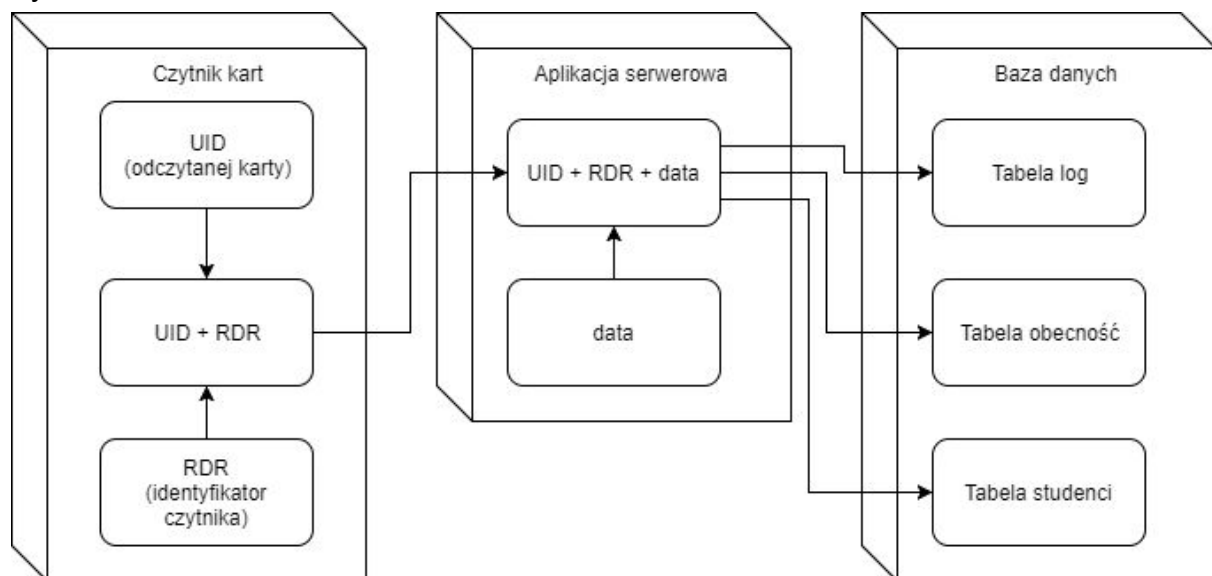 Czytnik kart
UID
(odczytanej karty)
UID + RDR
RDR
(identyfikator
czytnika)
Aplikacja serwerowa
UID + RDR + data
data
Baza danych
Tabela log
Tabela obecność
Tabela studenci